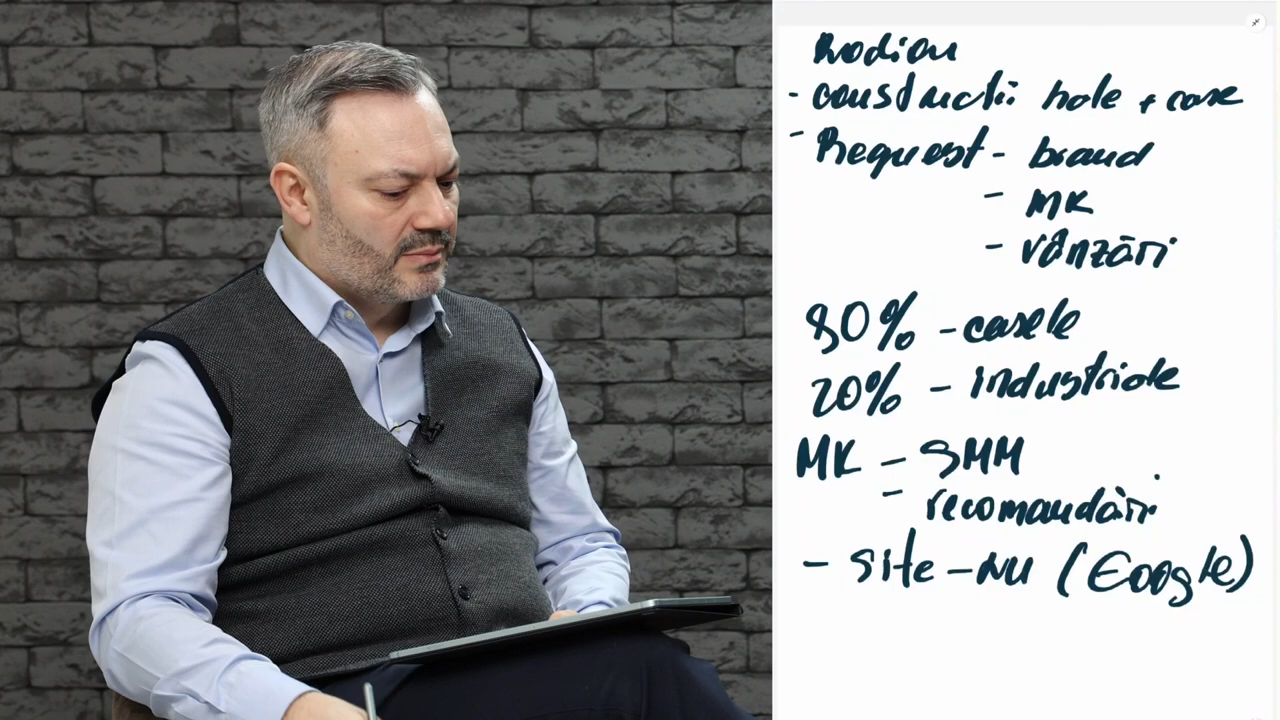 Rodion
- construcții hale + case
- Request - brand
- MK
- vânzări
80% - casele
20% - industriale
MK - SMM
- recomandări
- site - NU (Google)